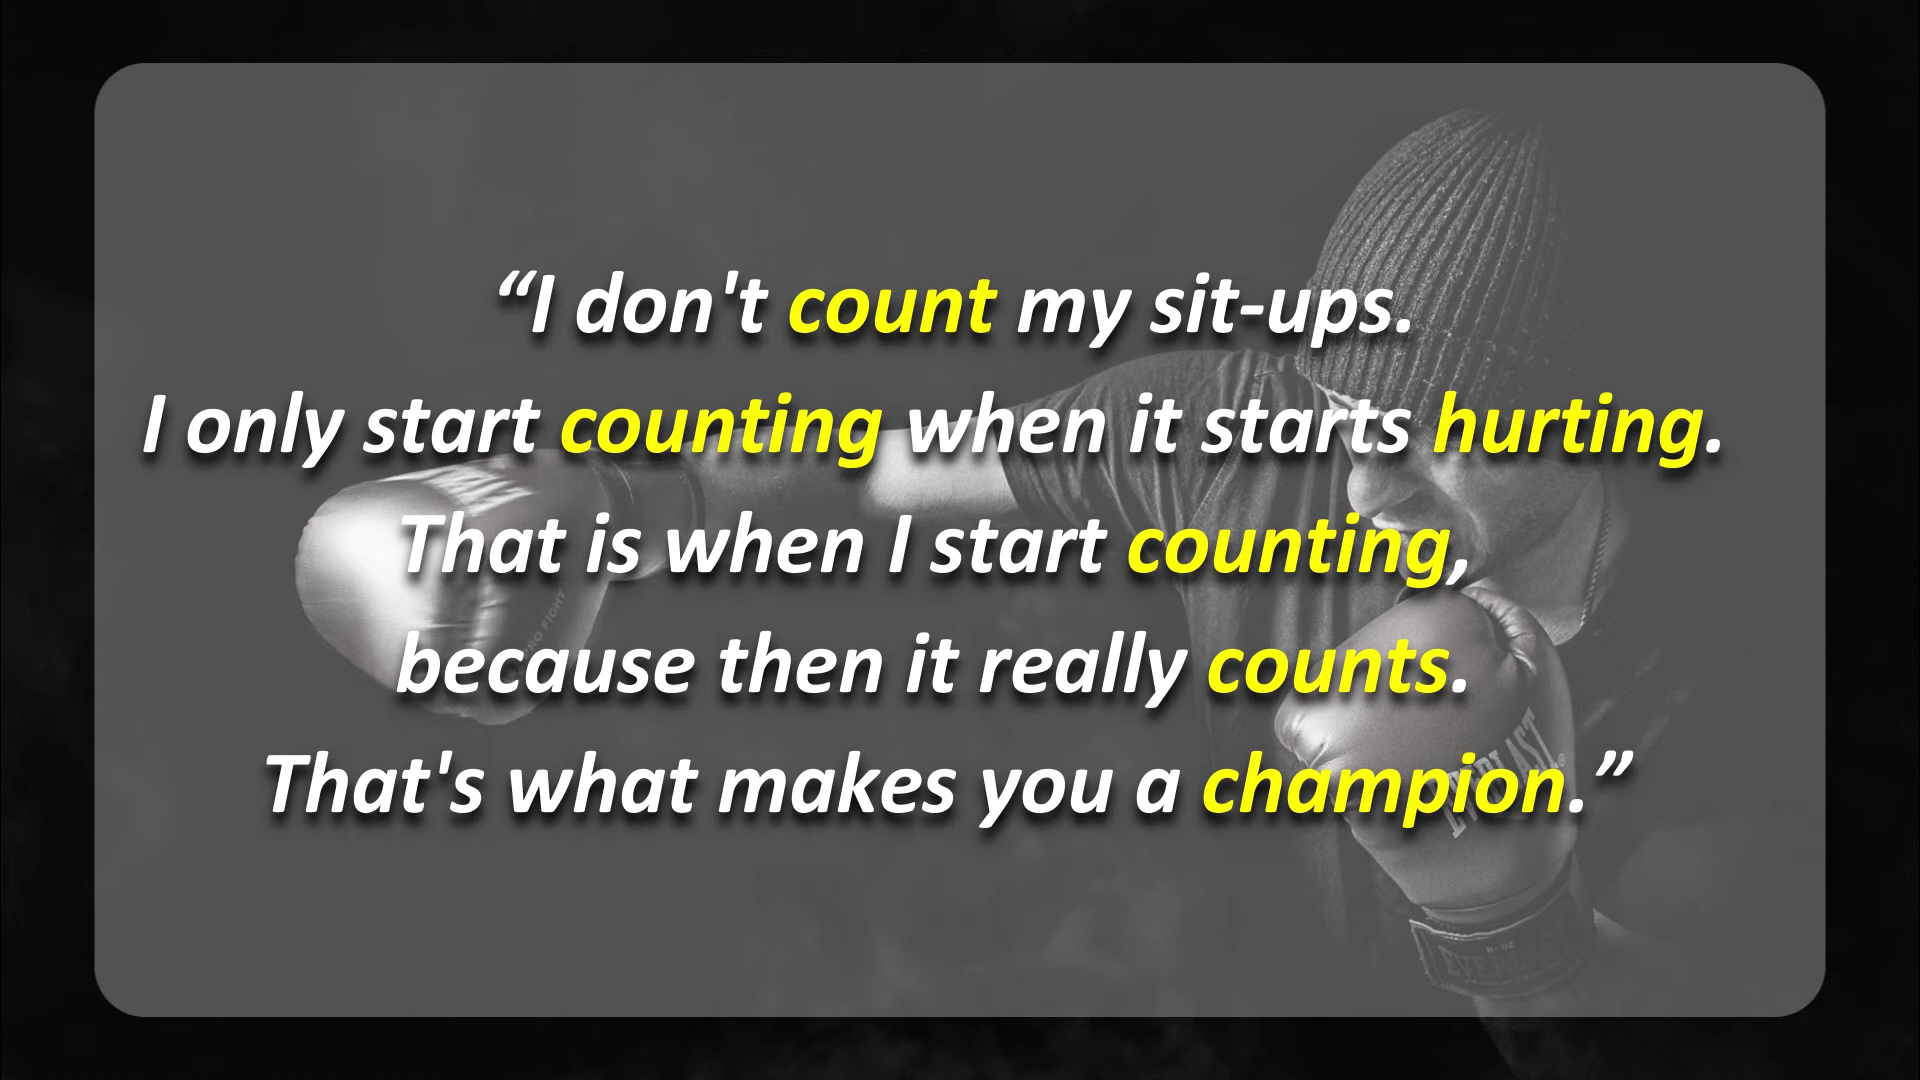 “I don't count my sit-ups.
I only start counting when it starts hurting.
That is when I start counting,
because then it really counts.
That's what makes you a champion.”
EVERLAST